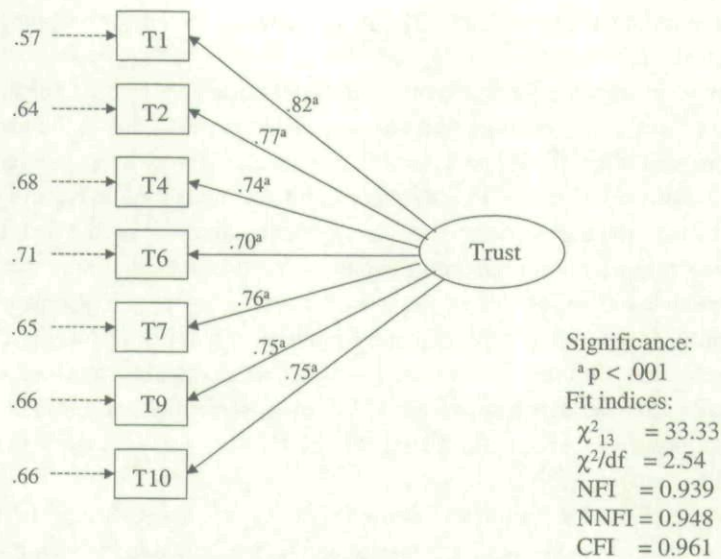 .57 T1
.82ᵃ
.64 T2
.77ᵃ
.68 T4
.74ᵃ
.71 T6 .70ᵃ Trust
.76ᵃ
.65 T7
.75ᵃ
.66 T9
.75ᵃ
.66 T10
Significance:
ᵃ p < .001
Fit indices:
χ²₁₃ = 33.33
χ²/df = 2.54
NFI = 0.939
NNFI = 0.948
CFI = 0.961